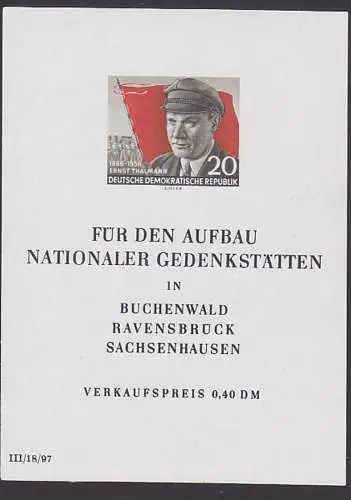 1886-1956
ERNST THÄLMANN 20
DEUTSCHE DEMOKRATISCHE REPUBLIK
FÜR DEN AUFBAU
NATIONALER GEDENKSTÄTTEN
IN
BUCHENWALD
RAVENSBRÜCK
SACHSENHAUSEN
VERKAUFSPREIS 0,40 DM
III/18/97